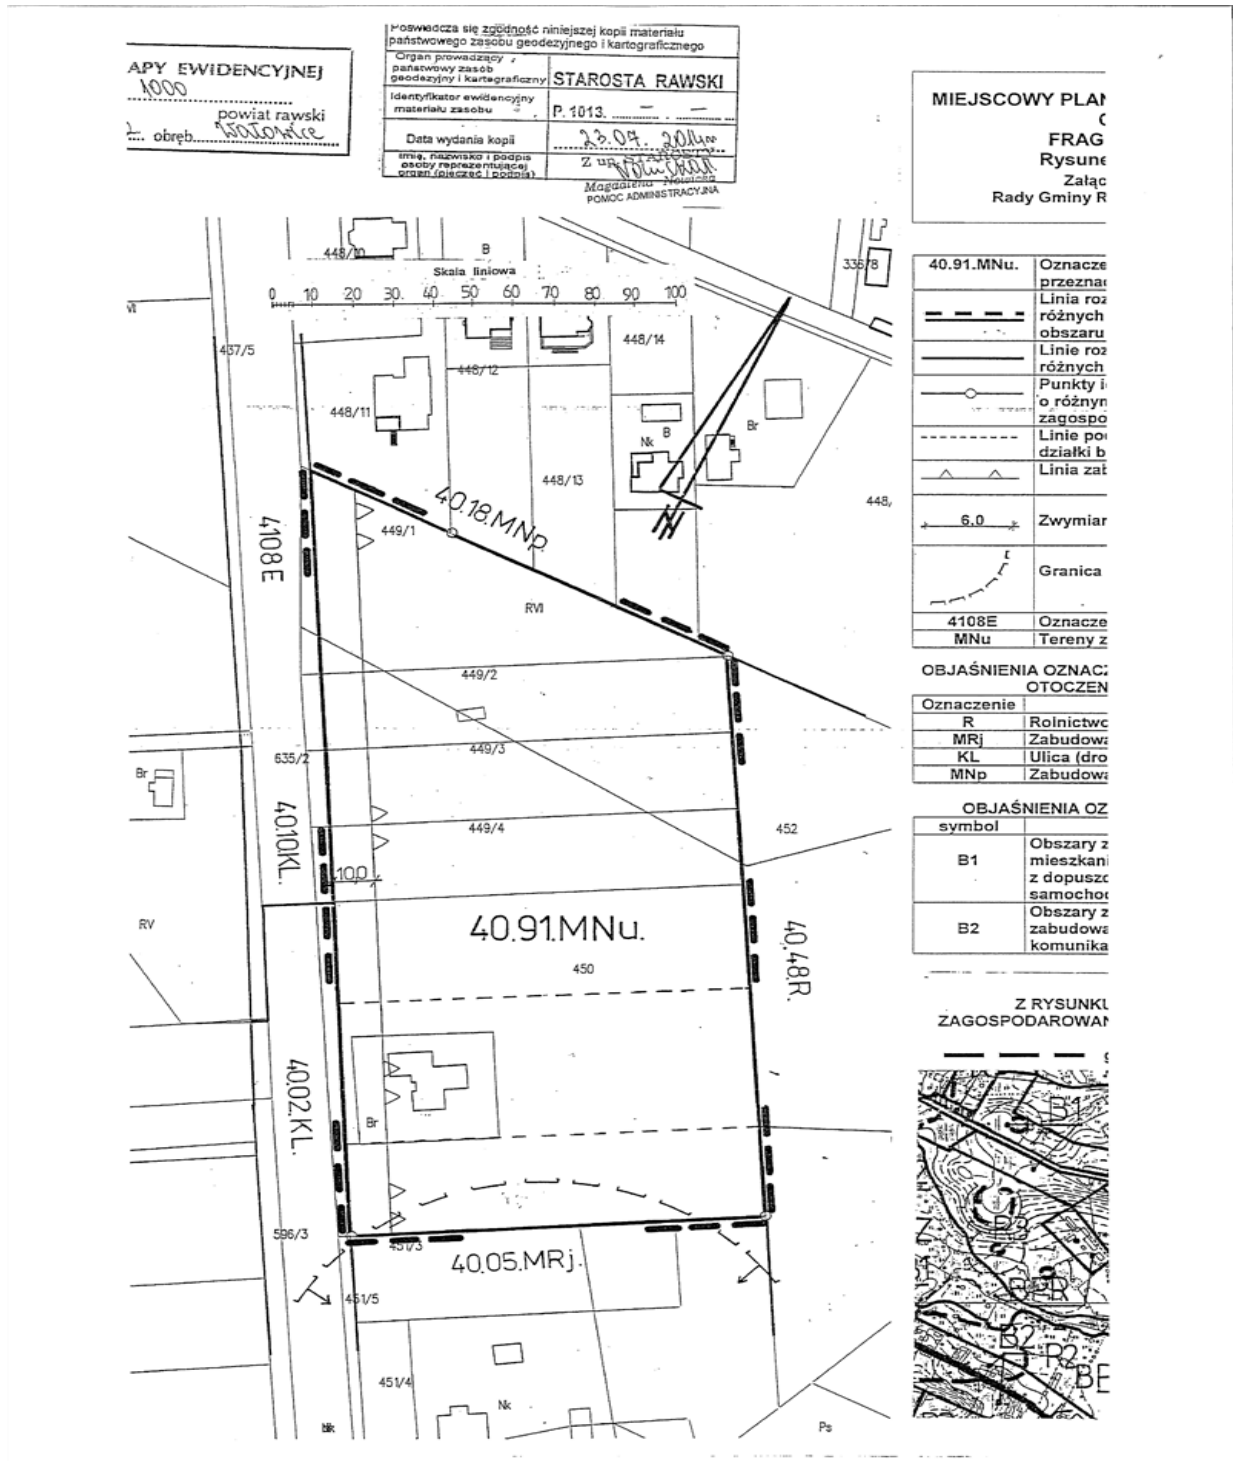 APY EWIDENCYJNEJ
1000
powiat rawski
obręb
Poświadcza się zgodność niniejszej kopii materiału
państwowego zasobu geodezyjnego i kartograficznego
Organ prowadzący
państwowy zasób
geodezyjny i kartograficzny
STAROSTA RAWSKI
Identyfikator ewidencyjny
materiału zasobu
P. 1013.
Data wydania kopii
23.07. 2014
Imię, nazwisko i podpis
osoby reprezentującej
organ (pieczęć i podpis)
Z up. STAROSTY
Magdalena
POMOC ADMINISTRACYJNA
MIEJSCOWY PLAN
FRAG
Rysune
Załąc
Rady Gminy R
448/10
B
336/8
Skala liniowa
0 10 20 30 40 50 60 70 80 90 100
437/5
448/14
448/12
448/11
B
Br
Nk
448/13
448,
40.18.MNp.
449/1
4108E
RVI
449/2
449/3
635/2
Br
449/4
452
40.10.KL.
10,0
RV
40.91.MNu.
450
40.48.R.
40.02.KL.
Br
596/3
451/3
40.05.MRj.
451/5
451/4
Nk
Ps
40.91.MNu. Oznacze
przeznac
Linia roz
różnych
obszaru
Linie roz
różnych
Punkty i
o różnyn
zagospo
Linie po
działki b
Linia zab
6.0 Zwymiar
Granica
4108E Oznacze
MNu Tereny z
OBJAŚNIENIA OZNACZ
OTOCZEN
Oznaczenie
R Rolnictwo
MRj Zabudowa
KL Ulica (dro
MNp Zabudowa
OBJAŚNIENIA OZ
symbol
B1
Obszary z
mieszkani
z dopuszc
samochod
B2
Obszary z
zabudowa
komunika
Z RYSUNKU
ZAGOSPODAROWAN
B1
B2